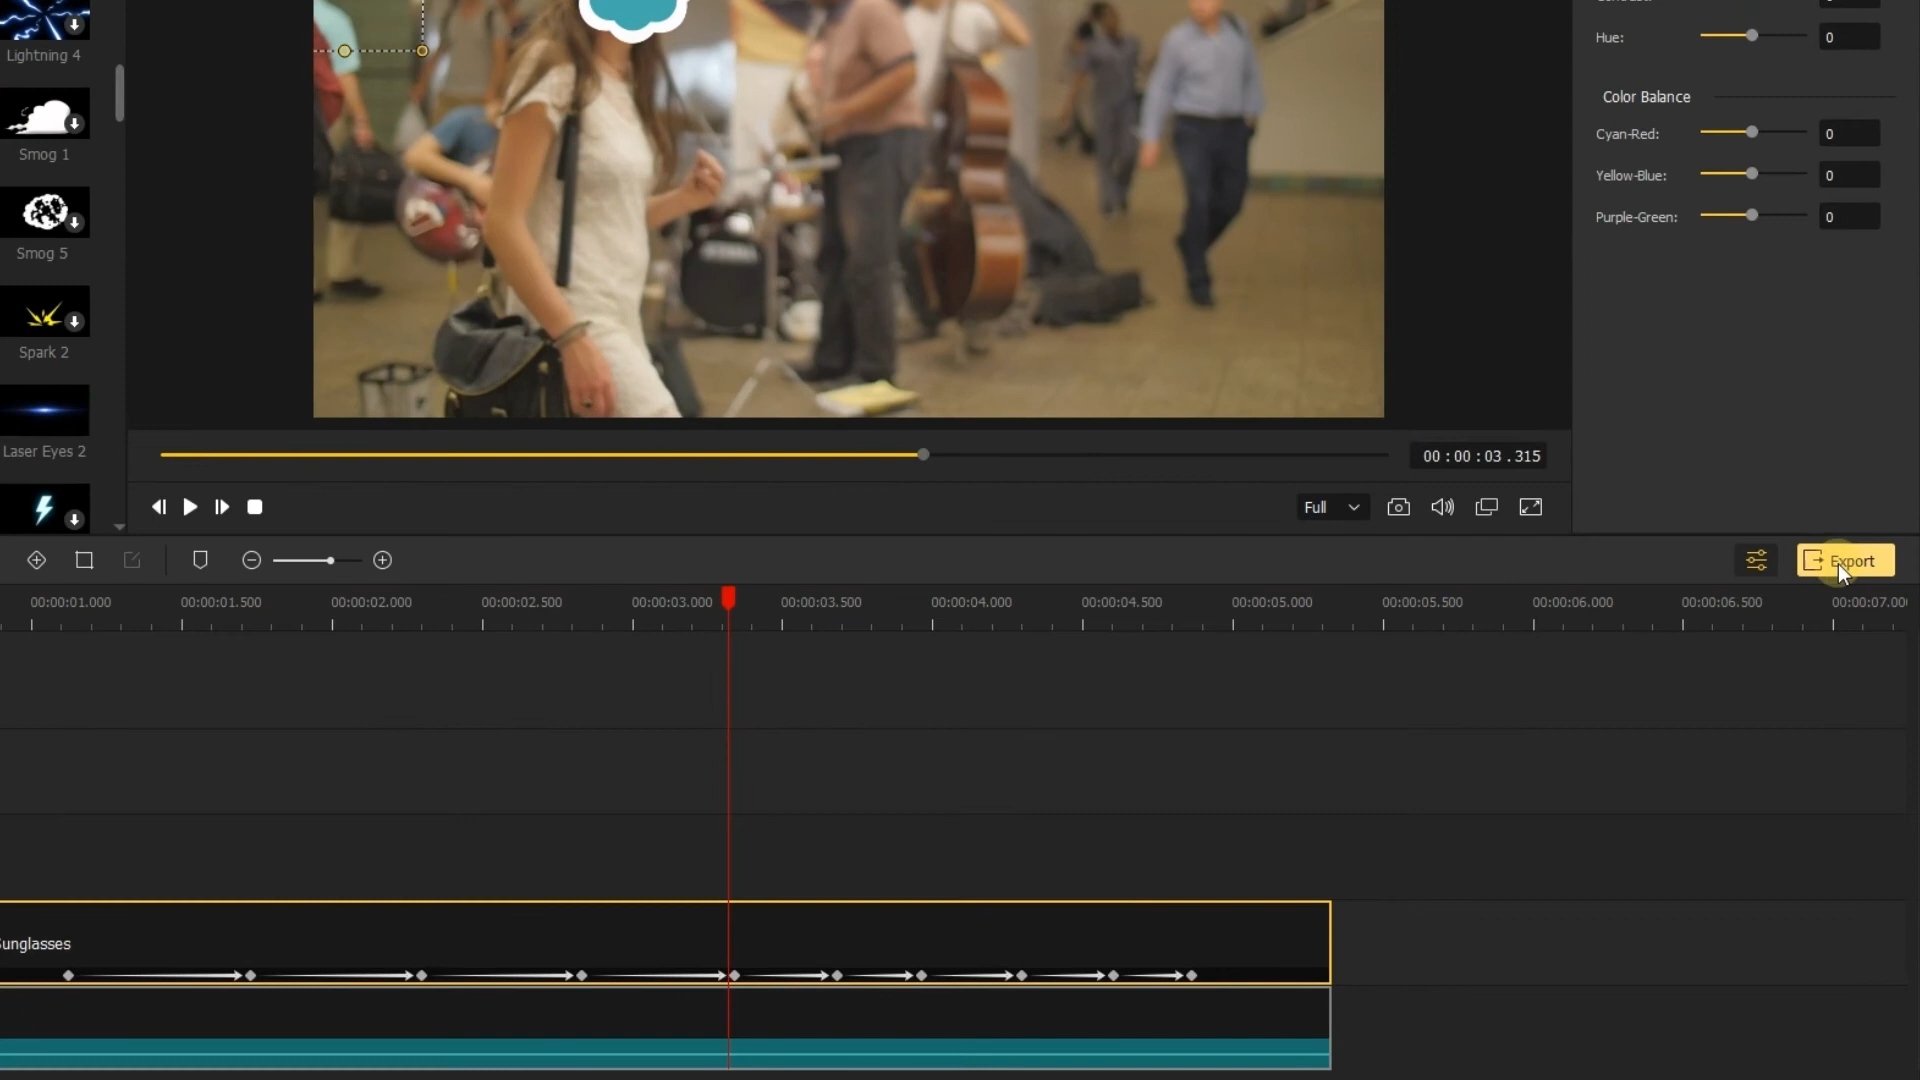 Lightning 4
Smog 1
Smog 5
Spark 2
Laser Eyes 2
Hue:
0
Color Balance
Cyan-Red:
0
Yellow-Blue:
0
Purple-Green:
0
00 : 00 : 03 . 315
Full
Export
00:00:01.000
00:00:01.500
00:00:02.000
00:00:02.500
00:00:03.000
00:00:03.500
00:00:04.000
00:00:04.500
00:00:05.000
00:00:05.500
00:00:06.000
00:00:06.500
00:00:07.00
unglasses